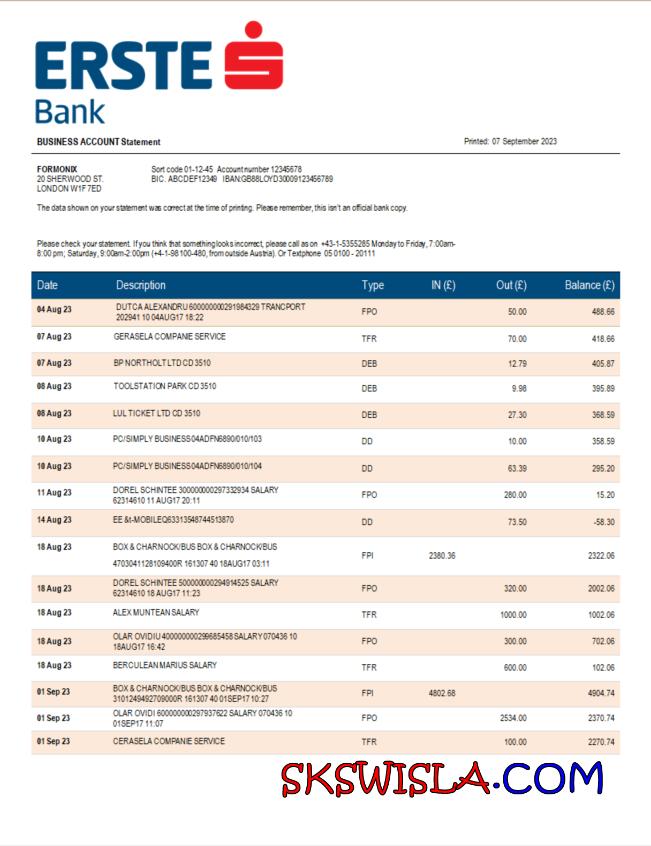 ERSTE
Bank
BUSINESS ACCOUNT Statement
Printed: 07 September 2023
FORMONIX
Sort code 01-12-45 Account number 12345678
20 SHERWOOD ST.
BIC. ABCDEF12349 IBAN:GB88LOYD30009123456789
LONDON W1F 7ED
The data shown on your statement was correct at the time of printing. Please remember, this isn't an official bank copy.
Please check your statement. If you think that something looks incorrect, please call as on +43-1-5355285 Monday to Friday, 7:00am-
8:00 pm; Saturday, 9:00am-2:00pm (+4-1-98100-480, from outside Austria). Or Textphone 05 0100 - 20111
Date Description Type IN (£) Out (£) Balance (£)
04 Aug 23 DUTCA ALEXANDRU 600000000291984329 TRANCPORT
202941 10 04AUG17 18:22 FPO 50.00 488.66
07 Aug 23 GERASELA COMPANIE SERVICE TFR 70.00 418.66
07 Aug 23 BP NORTHOLT LTD CD 3510 DEB 12.79 405.87
08 Aug 23 TOOLSTATION PARK CD 3510 DEB 9.98 395.89
08 Aug 23 LUL TICKET LTD CD 3510 DEB 27.30 368.59
10 Aug 23 PC/SIMPLY BUSINESS04ADFN6890/010/103 DD 10.00 358.59
10 Aug 23 PC/SIMPLY BUSINESS04ADFN6890/010/104 DD 63.39 295.20
11 Aug 23 DOREL SCHINTEE 300000000297332934 SALARY
62314610 11 AUG17 20:11 FPO 280.00 15.20
14 Aug 23 EE &t-MOBILEQ63313548744513870 DD 73.50 -58.30
18 Aug 23 BOX & CHARNOCK/BUS BOX & CHARNOCK/BUS
4703041128109400R 161307 40 18AUG17 03:11 FPI 2380.36 2322.06
18 Aug 23 DOREL SCHINTEE 500000000294914525 SALARY
62314610 18 AUG17 11:23 FPO 320.00 2002.06
18 Aug 23 ALEX MUNTEAN SALARY TFR 1000.00 1002.06
18 Aug 23 OLAR OVIDIU 400000000299685458 SALARY 070436 10
18AUG17 16:42 FPO 300.00 702.06
18 Aug 23 BERCULEAN MARIUS SALARY TFR 600.00 102.06
01 Sep 23 BOX & CHARNOCK/BUS BOX & CHARNOCK/BUS
3101249492709000R 161307 40 01SEP17 10:27 FPI 4802.68 4904.74
01 Sep 23 OLAR OVIDI 600000000297937622 SALARY 070436 10
01SEP17 11:07 FPO 2534.00 2370.74
01 Sep 23 CERASELA COMPANIE SERVICE TFR 100.00 2270.74
SKSWISLA.COM